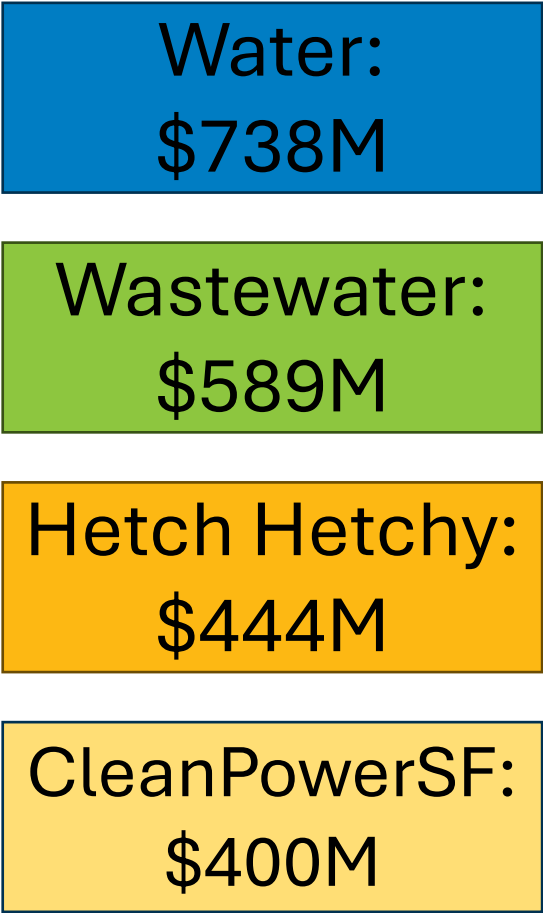 Water:
$738M
Wastewater:
$589M
Hetch Hetchy:
$444M
CleanPowerSF:
$400M